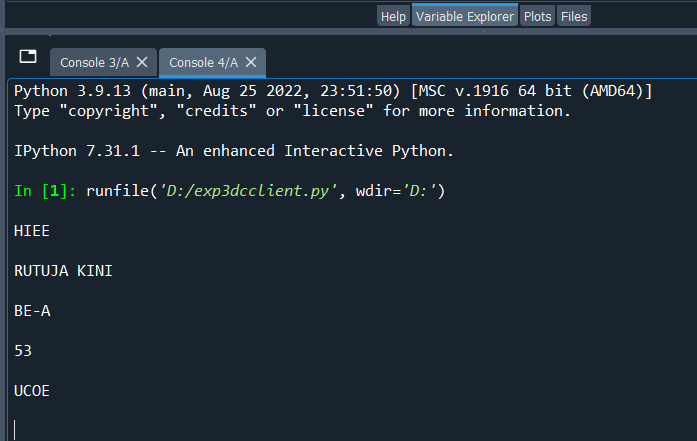 Help Variable Explorer Plots Files
Console 3/A Console 4/A
Python 3.9.13 (main, Aug 25 2022, 23:51:50) [MSC v.1916 64 bit (AMD64)]
Type "copyright", "credits" or "license" for more information.
IPython 7.31.1 -- An enhanced Interactive Python.
In [1]: runfile('D:/exp3dcclient.py', wdir='D:')
HIEE
RUTUJA KINI
BE-A
53
UCOE